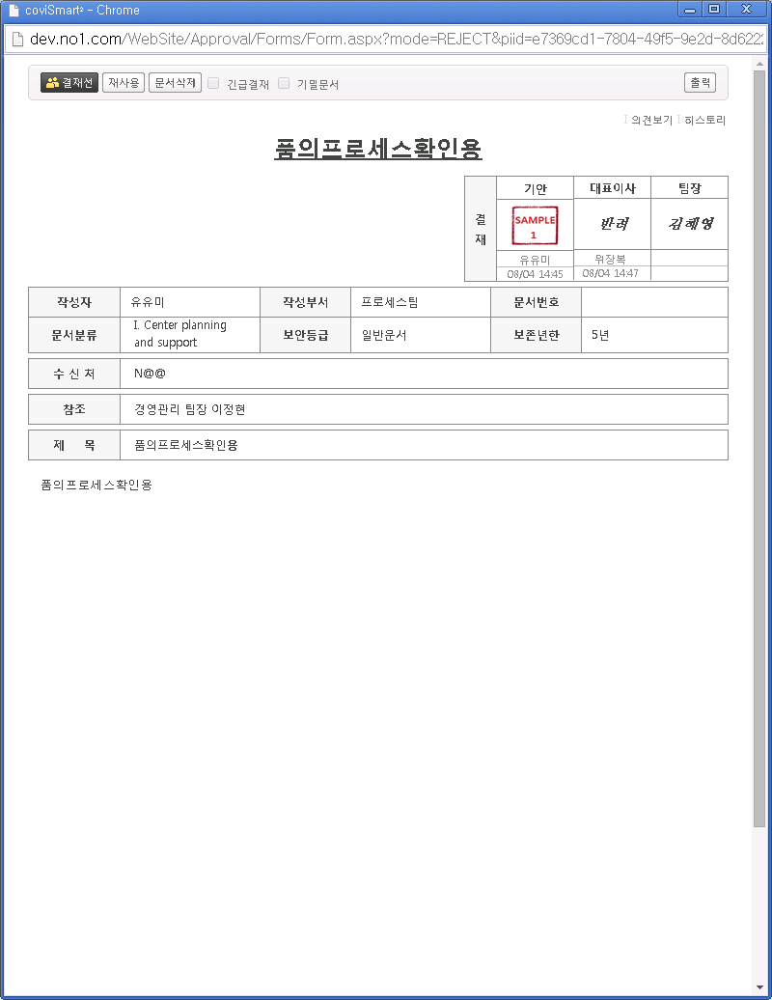 coviSmart² - Chrome
dev.no1.com/WebSite/Approval/Forms/Form.aspx?mode=REJECT&piid=e7369cd1-7804-49f5-9e2d-8d622
결재선 재사용 문서삭제 긴급결재 기밀문서 출력
의견보기 히스토리
품의프로세스확인용
결재 기안 대표이사 팀장
SAMPLE 1 반려 김혜영
유유미 위장복
08/04 14:45 08/04 14:47
작성자 유유미 작성부서 프로세스팀 문서번호
문서분류 I. Center planning and support 보안등급 일반문서 보존년한 5년
수 신 처 N@@
참조 경영관리 팀장 이정현
제 목 품의프로세스확인용
품의프로세스확인용